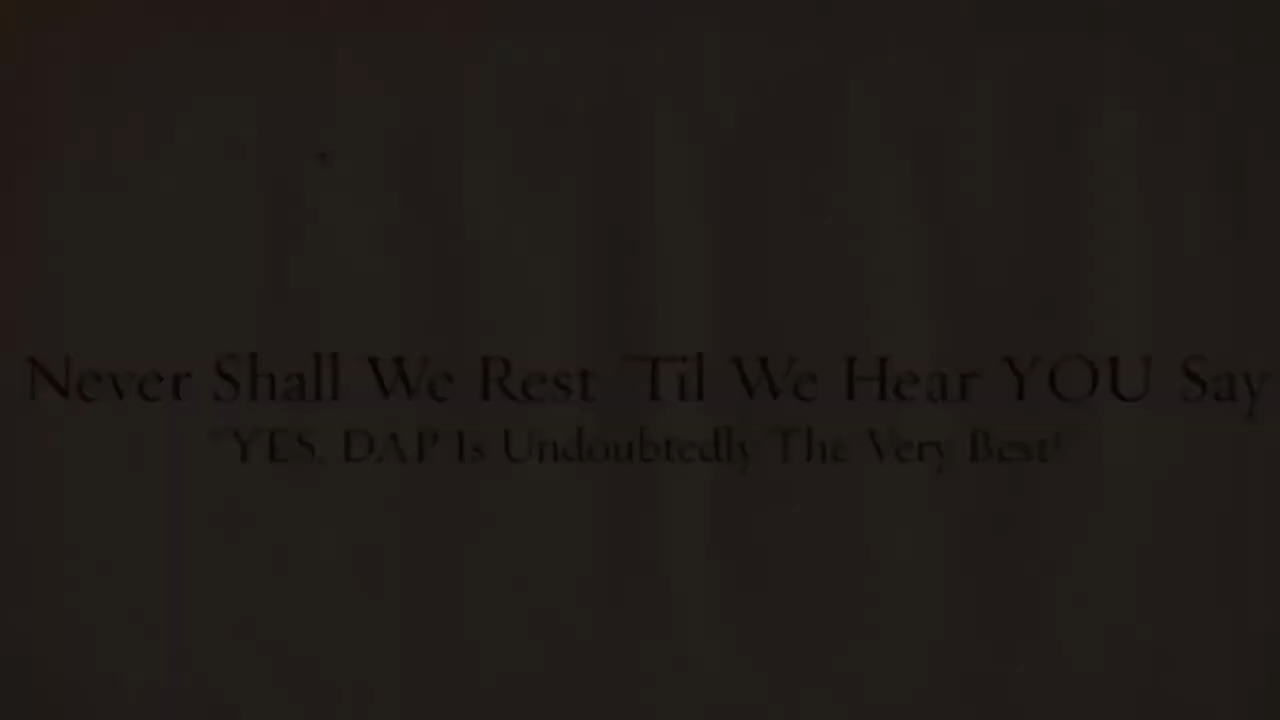 Never Shall We Rest 'Til We Hear YOU Say
"YES, DAP Is Undoubtedly The Very Best!"